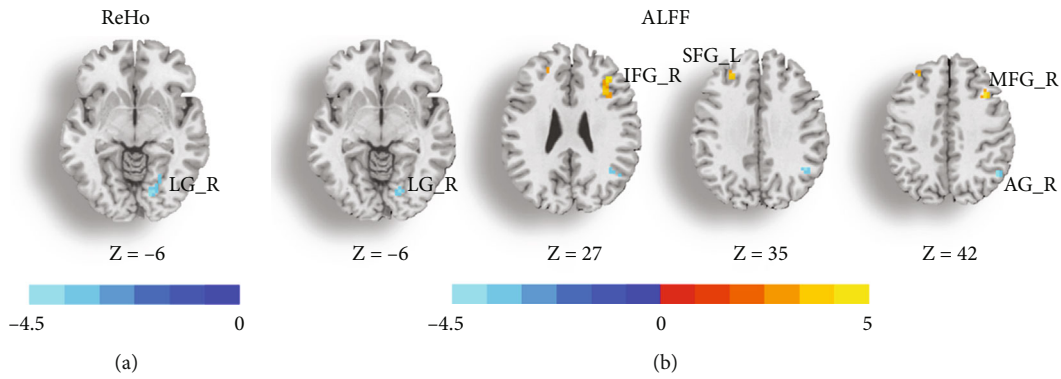 ReHo
ALFF
SFG_L
IFG_R
MFG_R
LG_R
LG_R
AG_R
Z = –6
Z = –6
Z = 27
Z = 35
Z = 42
–4.5
0
–4.5
0
5
(a)
(b)